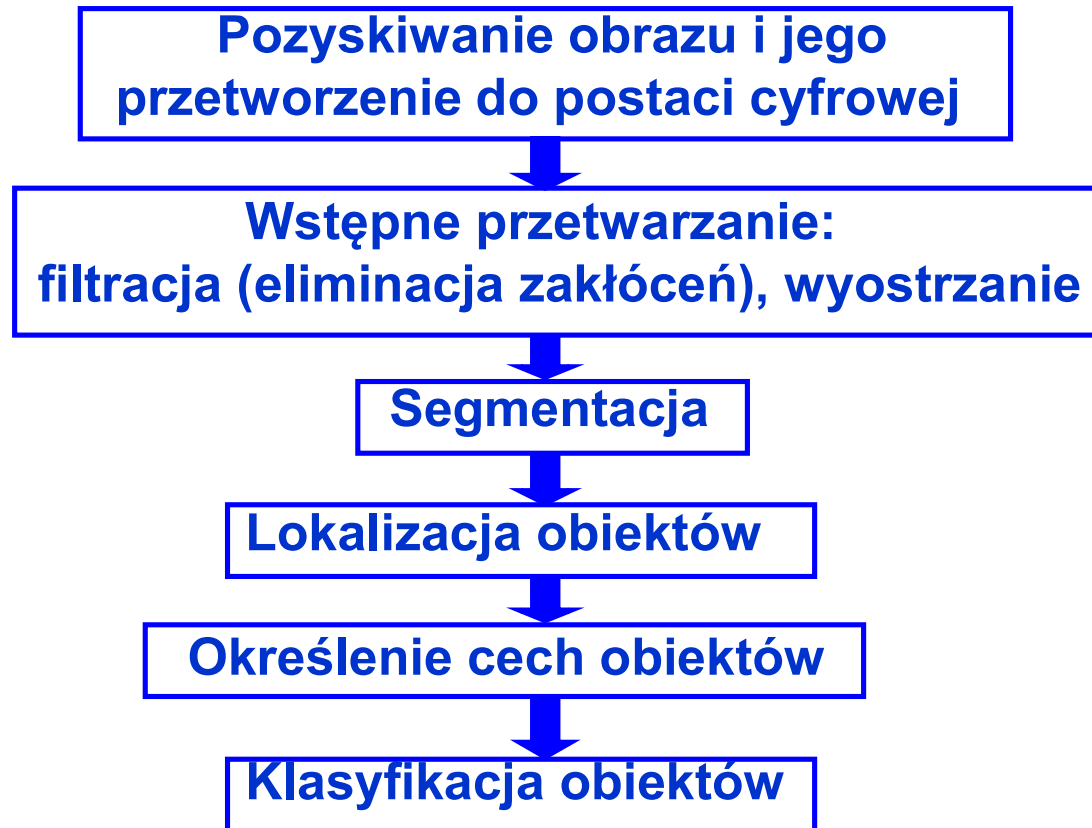 Pozyskiwanie obrazu i jego
przetworzenie do postaci cyfrowej
Wstępne przetwarzanie:
filtracja (eliminacja zakłóceń), wyostrzanie
Segmentacja
Lokalizacja obiektów
Określenie cech obiektów
Klasyfikacja obiektów